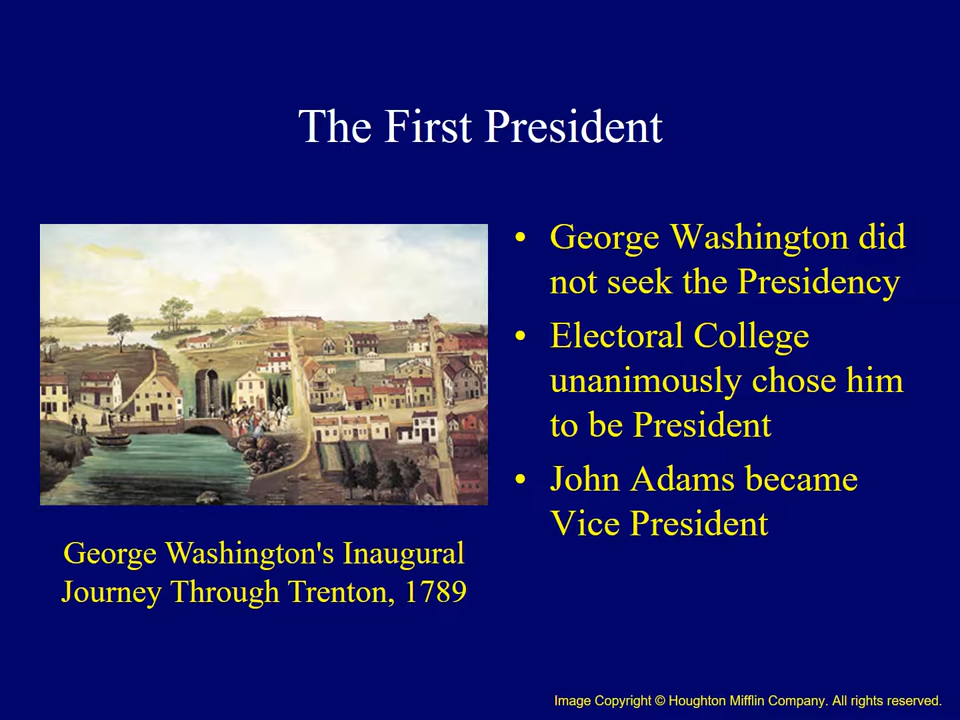 The First President
• George Washington did
not seek the Presidency
• Electoral College
unanimously chose him
to be President
• John Adams became
Vice President
George Washington's Inaugural
Journey Through Trenton, 1789
Image Copyright © Houghton Mifflin Company. All rights reserved.